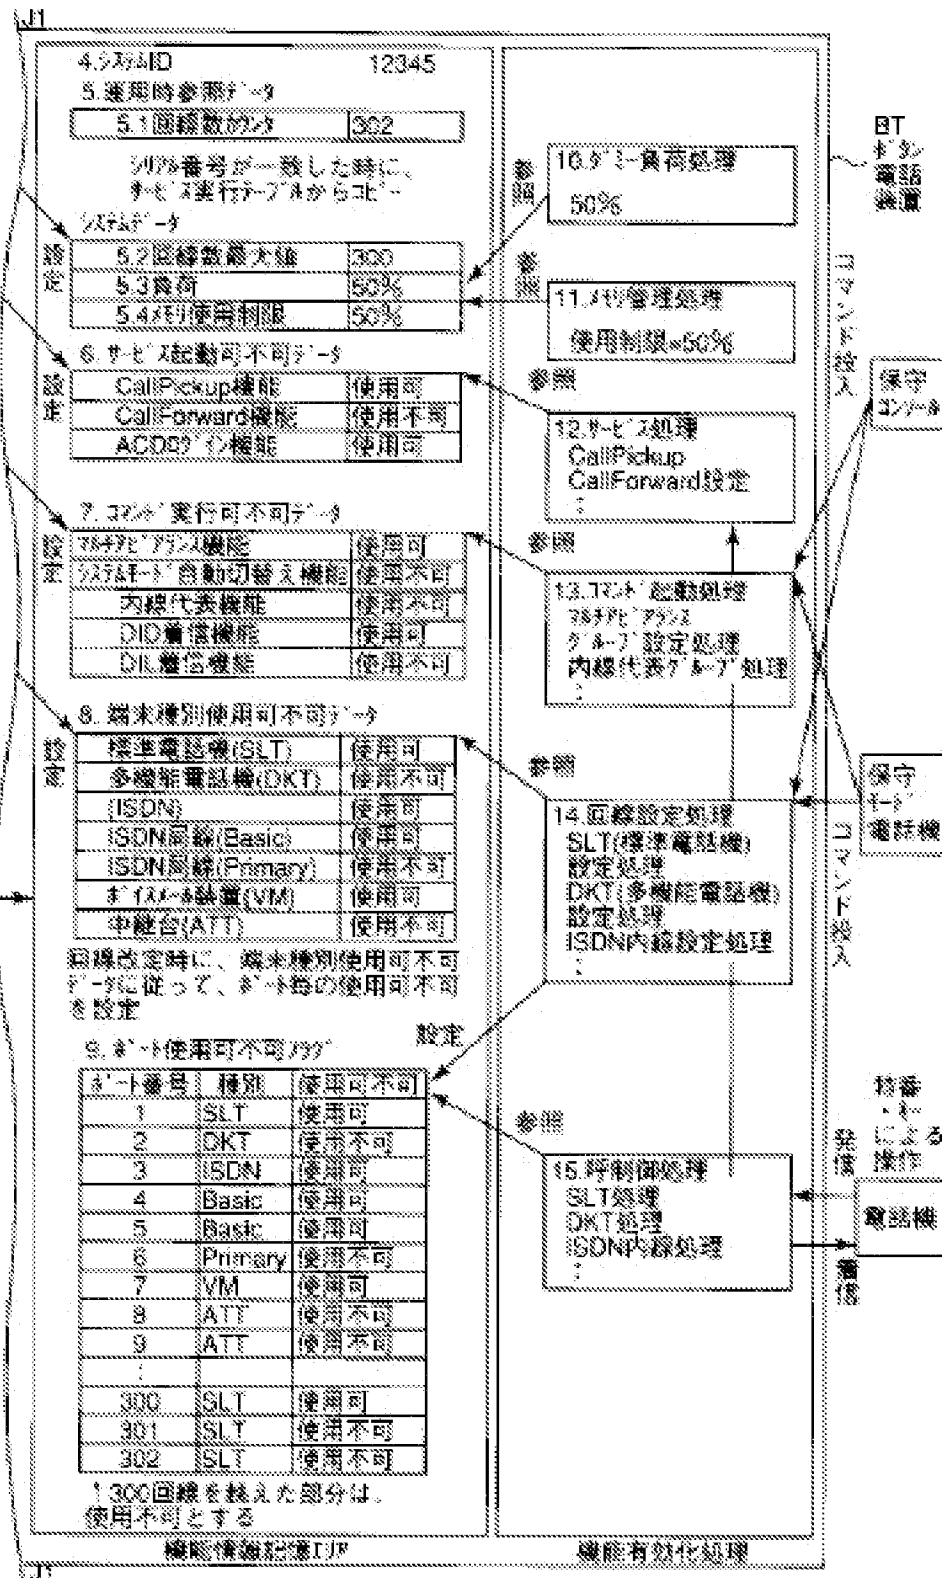 J1
4.システムID 12345
5.運用時参照データ
5.1回線数カウンタ 302
シリアル番号が一致した時に、
サービス実行テーブルからコピー
システムデータ
設定
5.2回線数最大値 300
5.3負荷 50%
5.4メモリ使用制限 50%
6.サービス起動可不可データ
設定
CallPickup機能 使用可
CallForward機能 使用不可
ACDログイン機能 使用可
7.コマンド実行可不可データ
設定
マルチアピアランス機能 使用可
システムモード自動切替え機能 使用不可
内線代表機能 使用不可
DID着信機能 使用可
DIL着信機能 使用不可
8.端末種別使用可不可データ
設定
標準電話機(SLT) 使用可
多機能電話機(DKT) 使用不可
(ISDN) 使用可
ISDN局線(Basic) 使用可
ISDN局線(Primary) 使用不可
ボイスメール装置(VM) 使用可
中継台(ATT) 使用不可
回線改定時に、端末種別使用可不可
データに従って、ポート毎の使用可不可
を設定
9.ポート使用可不可フラグ
ポート番号 種別 使用可不可
1 SLT 使用可
2 DKT 使用不可
3 ISDN 使用可
4 Basic 使用可
5 Basic 使用可
6 Primary 使用不可
7 VM 使用可
8 ATT 使用不可
9 ATT 使用不可
:
300 SLT 使用可
301 SLT 使用不可
302 SLT 使用不可
↑300回線を越えた部分は、
使用不可とする
機能情報記憶エリア
参照
10.ダミー負荷処理
50%
参照
11.メモリ管理処理
使用制限=50%
参照
12.サービス処理
CallPickup
CallForward設定
:
参照
13.コマンド起動処理
マルチアピアランス
グループ設定処理
内線代表グループ処理
:
参照
14.回線設定処理
SLT(標準電話機)
設定処理
DKT(多機能電話機)
設定処理
ISDN内線設定処理
:
設定
参照
15.呼制御処理
SLT処理
DKT処理
ISDN内線処理
:
機能有効化処理
BT
ボタン
電話
装置
コマンド投入
保守
コンソール
保守
モード
電話機
コマンド投入
特番
・キー
による
操作
発信
電話機
着信
J1